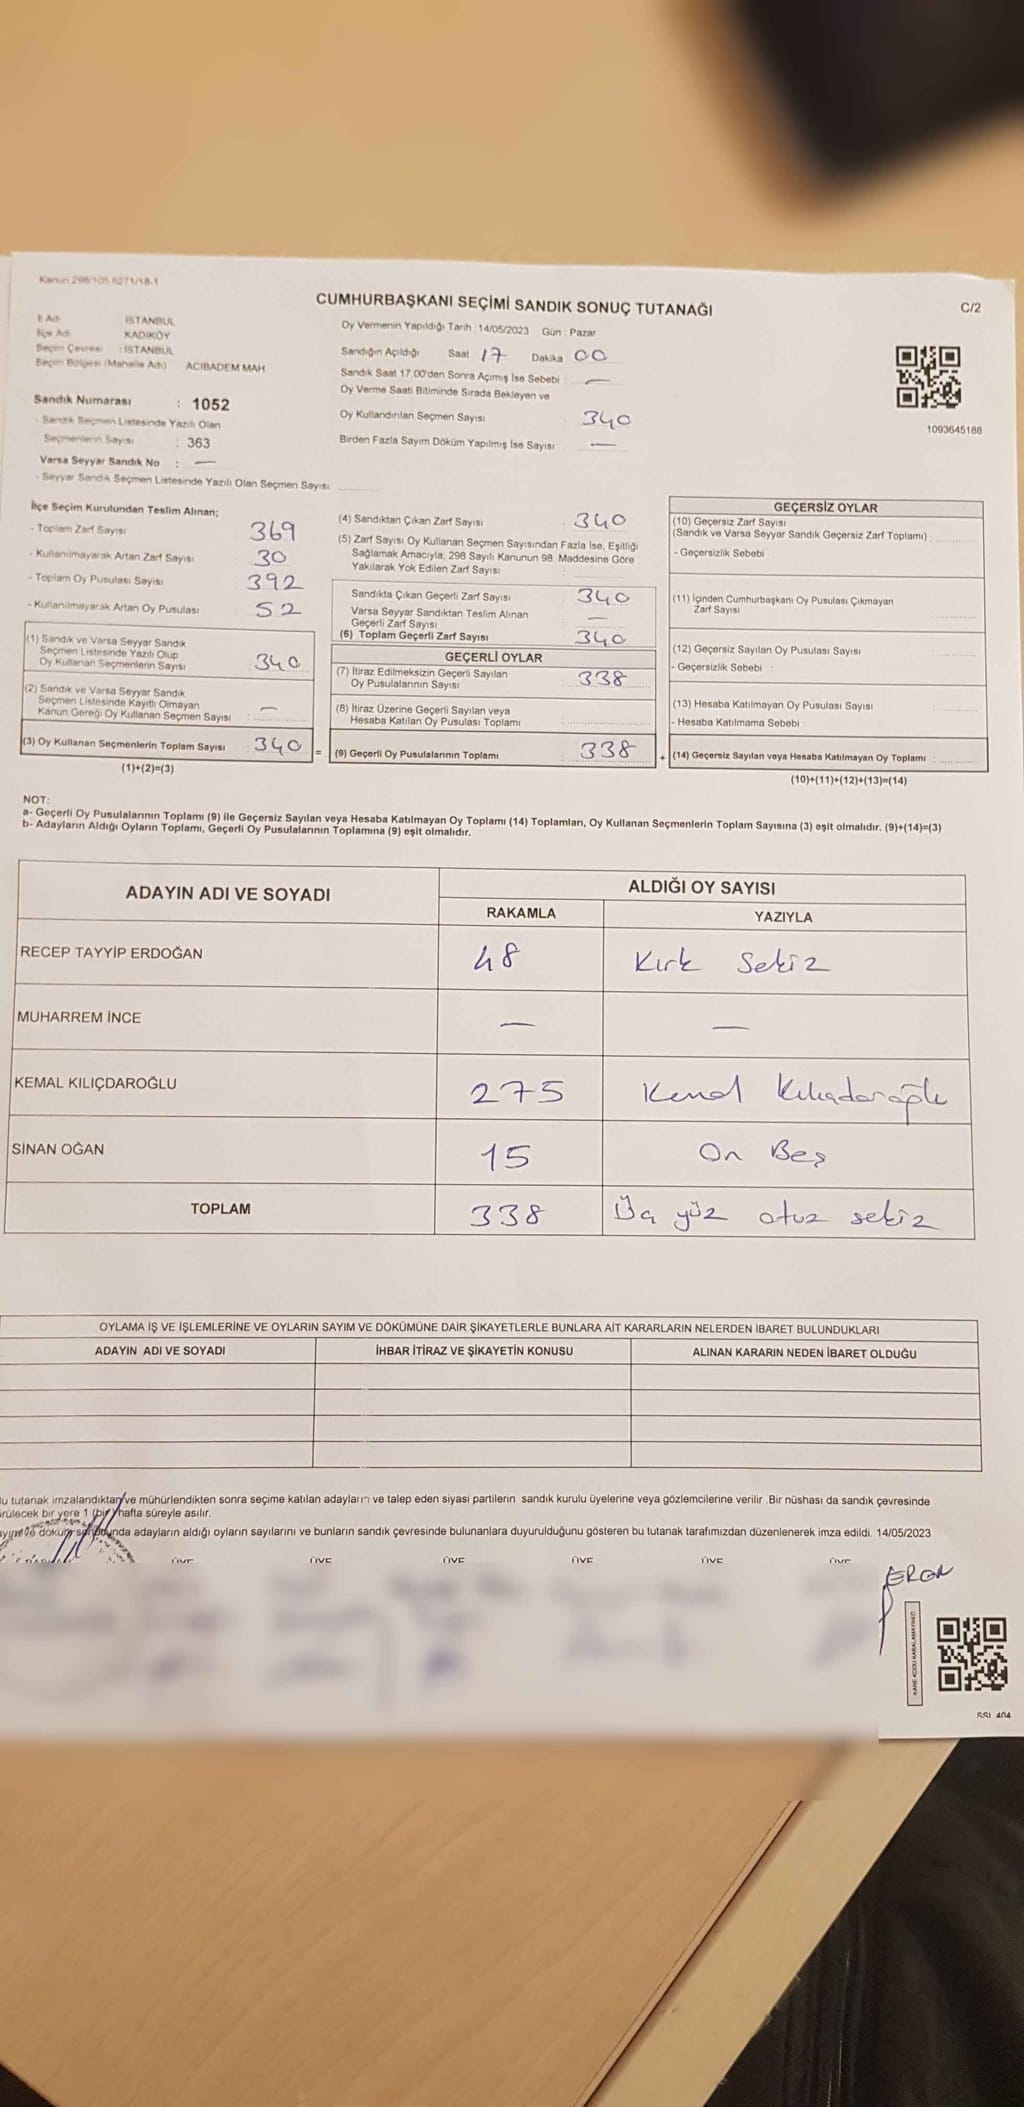 Kanun 298/105 6271/18-1
CUMHURBAŞKANI SEÇİMİ SANDIK SONUÇ TUTANAĞI
C/2
İl Adı İSTANBUL
İlçe Adı KADIKÖY
Seçim Çevresi : İSTANBUL
Seçim Bölgesi (Mahalle Adı) ACIBADEM MAH
Sandık Numarası : 1052
- Sandık Seçmen Listesinde Yazılı Olan
Seçmenlerin Sayısı : 363
Varsa Seyyar Sandık No : —
- Seyyar Sandık Seçmen Listesinde Yazılı Olan Seçmen Sayısı
Oy Vermenin Yapıldığı Tarih : 14/05/2023 Gün : Pazar
Sandığın Açıldığı Saat 17 Dakika 00
Sandık Saat 17.00'den Sonra Açımış İse Sebebi : —
Oy Verme Saati Bitiminde Sırada Bekleyen ve
Oy Kullandırılan Seçmen Sayısı : 340
Birden Fazla Sayım Döküm Yapılmış İse Sayısı —
1093645188
İlçe Seçim Kurulundan Teslim Alınan;
- Toplam Zarf Sayısı 369
- Kullanılmayarak Artan Zarf Sayısı 30
- Toplam Oy Pusulası Sayısı 392
- Kullanılmayarak Artan Oy Pusulası : 52
(1) Sandık ve Varsa Seyyar Sandık
Seçmen Listesinde Yazılı Olup
Oy Kullanan Seçmenlerin Sayısı 340
(2) Sandık ve Varsa Seyyar Sandık
Seçmen Listesinde Kayıtlı Olmayan
Kanun Gereği Oy Kullanan Seçmen Sayısı : —
(3) Oy Kullanan Seçmenlerin Toplam Sayısı : 340
(1)+(2)=(3)
(4) Sandıktan Çıkan Zarf Sayısı : 340
(5) Zarf Sayısı Oy Kullanan Seçmen Sayısından Fazla İse, Eşitliği
Sağlamak Amacıyla, 298 Sayılı Kanunun 98. Maddesine Göre
Yakılarak Yok Edilen Zarf Sayısı
Sandıkta Çıkan Geçerli Zarf Sayısı : 340
Varsa Seyyar Sandıktan Teslim Alınan
Geçerli Zarf Sayısı —
(6) Toplam Geçerli Zarf Sayısı 340
GEÇERLİ OYLAR
(7) İtiraz Edilmeksizin Geçerli Sayılan
Oy Pusulalarının Sayısı : 338
(8) İtiraz Üzerine Geçerli Sayılan veya
Hesaba Katılan Oy Pusulası Toplamı
= (9) Geçerli Oy Pusulalarının Toplamı : 338 +
GEÇERSİZ OYLAR
(10) Geçersiz Zarf Sayısı
(Sandık ve Varsa Seyyar Sandık Geçersiz Zarf Toplamı) :
- Geçersizlik Sebebi
(11) İçinden Cumhurbaşkanı Oy Pusulası Çıkmayan
Zarf Sayısı
(12) Geçersiz Sayılan Oy Pusulası Sayısı
- Geçersizlik Sebebi :
(13) Hesaba Katılmayan Oy Pusulası Sayısı
- Hesaba Katılmama Sebebi
(14) Geçersiz Sayılan veya Hesaba Katılmayan Oy Toplamı :
(10)+(11)+(12)+(13)=(14)
NOT:
a- Geçerli Oy Pusulalarının Toplamı (9) ile Geçersiz Sayılan veya Hesaba Katılmayan Oy Toplamı (14) Toplamları, Oy Kullanan Seçmenlerin Toplam Sayısına (3) eşit olmalıdır. (9)+(14)=(3)
b- Adayların Aldığı Oyların Toplamı, Geçerli Oy Pusulalarının Toplamına (9) eşit olmalıdır.
ADAYIN ADI VE SOYADI ALDIĞI OY SAYISI
RAKAMLA YAZIYLA
RECEP TAYYİP ERDOĞAN 48 Kırk Sekiz
MUHARREM İNCE — —
KEMAL KILIÇDAROĞLU 275 Kemal Kılıçdaroğlu
SİNAN OĞAN 15 On Beş
TOPLAM 338 Üç yüz otuz sekiz
OYLAMA İŞ VE İŞLEMLERİNE VE OYLARIN SAYIM VE DÖKÜMÜNE DAİR ŞİKAYETLERLE BUNLARA AİT KARARLARIN NELERDEN İBARET BULUNDUKLARI
ADAYIN ADI VE SOYADI İHBAR İTİRAZ VE ŞİKAYETİN KONUSU ALINAN KARARIN NEDEN İBARET OLDUĞU
u tutanak imzalandıktan ve mühürlendikten sonra seçime katılan adayların ve talep eden siyasi partilerin sandık kurulu üyelerine veya gözlemcilerine verilir .Bir nüshası da sandık çevresinde
rülecek bir yere 1 (bir) hafta süreyle asılır.
ayım ve döküm sonunda adayların aldığı oyların sayılarını ve bunların sandık çevresinde bulunanlara duyurulduğunu gösteren bu tutanak tarafımızdan düzenlenerek imza edildi. 14/05/2023
ÜYE ÜYE ÜYE ÜYE ÜYE ÜYE
EREN
KARE KODU KARALAMAYINIZ!
SSI 404